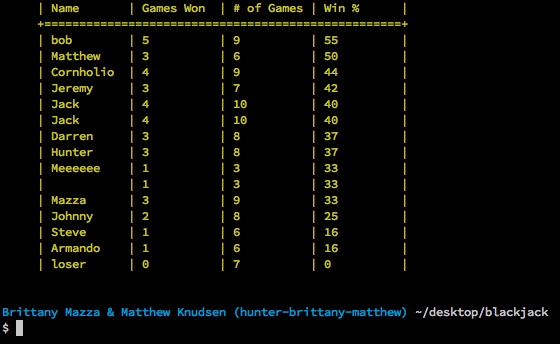 | Name | Games Won | # of Games | Win % |
+===================================================+
| bob | 5 | 9 | 55 |
| Matthew | 3 | 6 | 50 |
| Cornholio | 4 | 9 | 44 |
| Jeremy | 3 | 7 | 42 |
| Jack | 4 | 10 | 40 |
| Jack | 4 | 10 | 40 |
| Darren | 3 | 8 | 37 |
| Hunter | 3 | 8 | 37 |
| Meeeeee | 1 | 3 | 33 |
| | 1 | 3 | 33 |
| Mazza | 3 | 9 | 33 |
| Johnny | 2 | 8 | 25 |
| Steve | 1 | 6 | 16 |
| Armando | 1 | 6 | 16 |
| loser | 0 | 7 | 0 |
Brittany Mazza & Matthew Knudsen (hunter-brittany-matthew) ~/desktop/blackjack
$